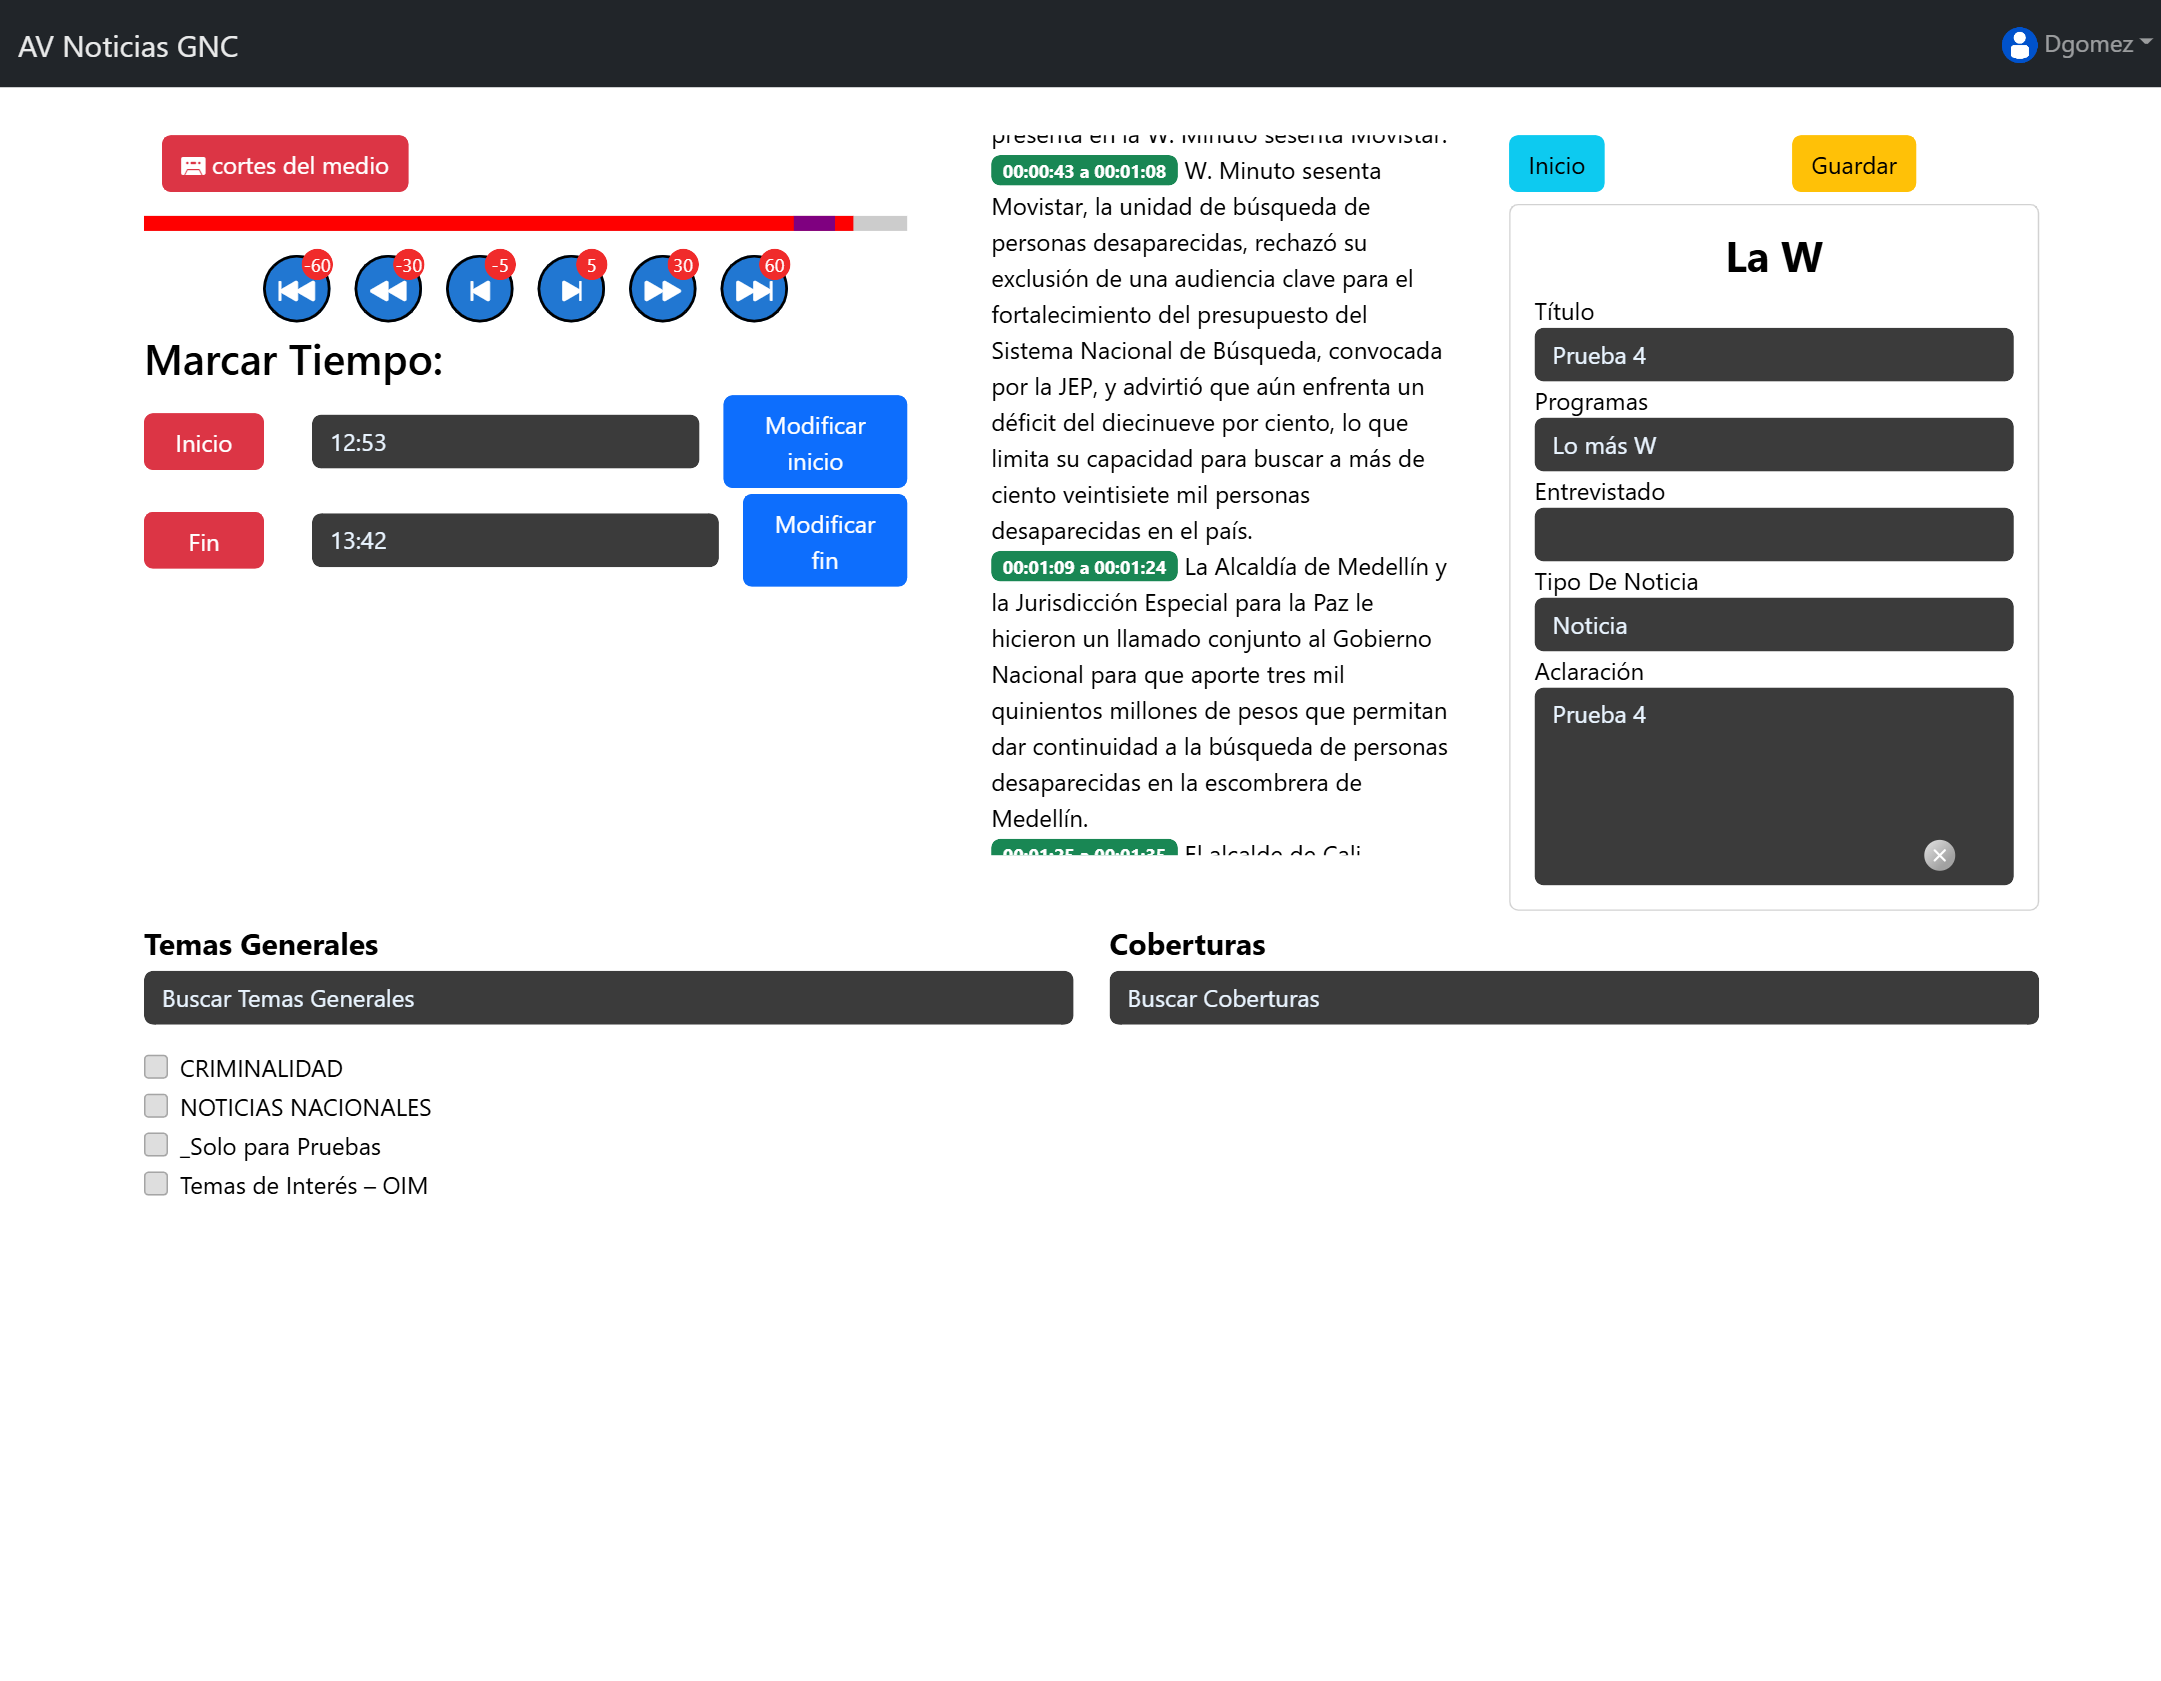 AV Noticias GNC
Dgomez
cortes del medio
-60
-30
-5
5
30
60
Marcar Tiempo:
Inicio
12:53
Modificar
inicio
Fin
13:42
Modificar
fin
presenta en la W. Minuto sesenta Movistar.
00:00:43 a 00:01:08 W. Minuto sesenta
Movistar, la unidad de búsqueda de
personas desaparecidas, rechazó su
exclusión de una audiencia clave para el
fortalecimiento del presupuesto del
Sistema Nacional de Búsqueda, convocada
por la JEP, y advirtió que aún enfrenta un
déficit del diecinueve por ciento, lo que
limita su capacidad para buscar a más de
ciento veintisiete mil personas
desaparecidas en el país.
00:01:09 a 00:01:24 La Alcaldía de Medellín y
la Jurisdicción Especial para la Paz le
hicieron un llamado conjunto al Gobierno
Nacional para que aporte tres mil
quinientos millones de pesos que permitan
dar continuidad a la búsqueda de personas
desaparecidas en la escombrera de
Medellín.
00:01:25 a 00:01:35 El alcalde de Cali
Inicio
Guardar
La W
Título
Prueba 4
Programas
Lo más W
Entrevistado
Tipo De Noticia
Noticia
Aclaración
Prueba 4
Temas Generales
Buscar Temas Generales
CRIMINALIDAD
NOTICIAS NACIONALES
_Solo para Pruebas
Temas de Interés – OIM
Coberturas
Buscar Coberturas